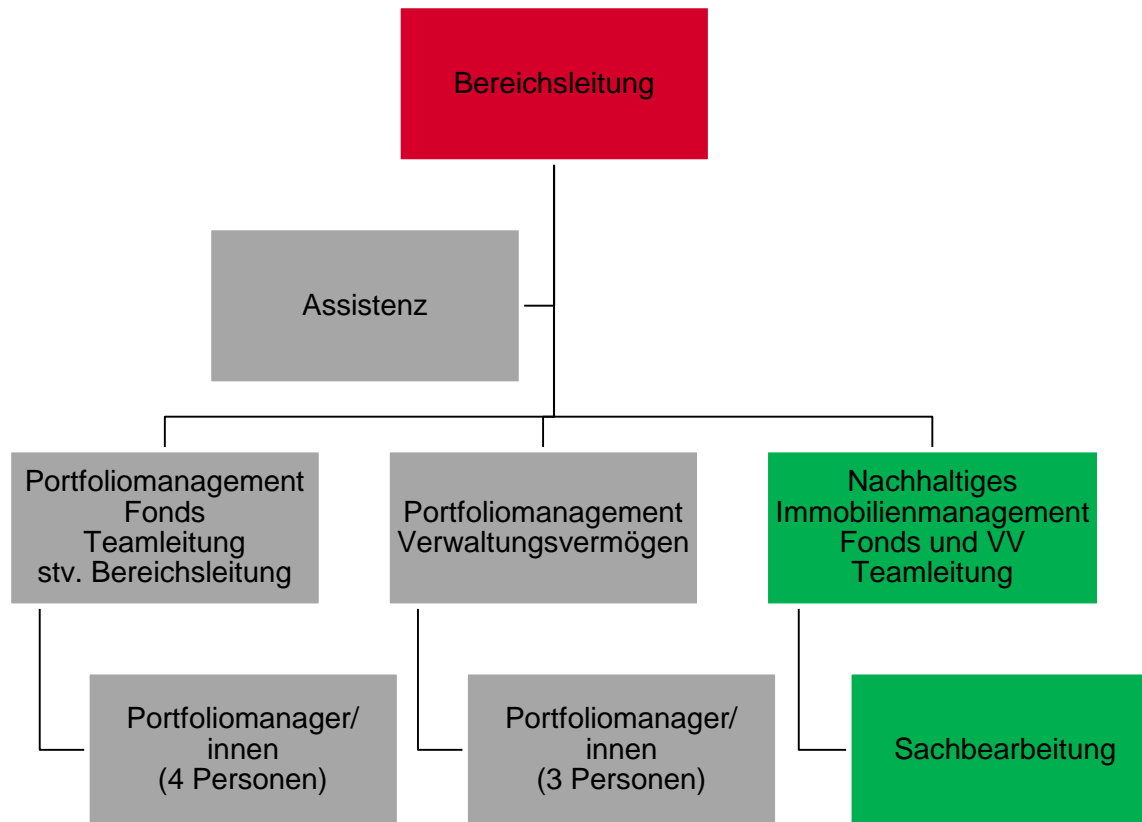 Bereichsleitung
Assistenz
Portfoliomanagement
Fonds
Teamleitung
stv. Bereichsleitung
Portfoliomanagement
Verwaltungsvermögen
Nachhaltiges
Immobilienmanagement
Fonds und VV
Teamleitung
Portfoliomanager/
innen
(4 Personen)
Portfoliomanager/
innen
(3 Personen)
Sachbearbeitung